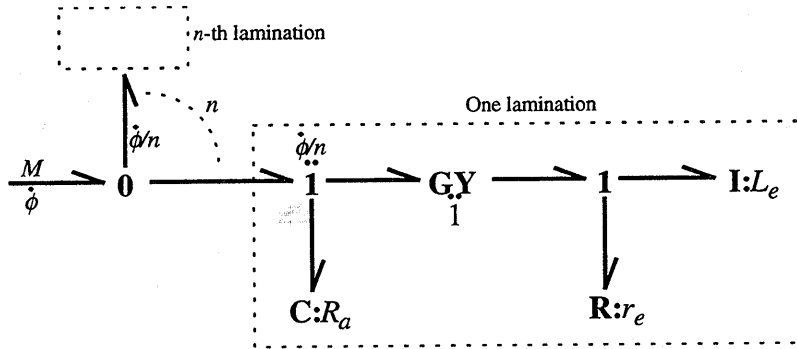 n-th lamination
n
One lamination
φ̇/n
φ̇/n
M
0
1
GY
1
I:Lₑ
φ̇
1
C:Rₐ
R:rₑ